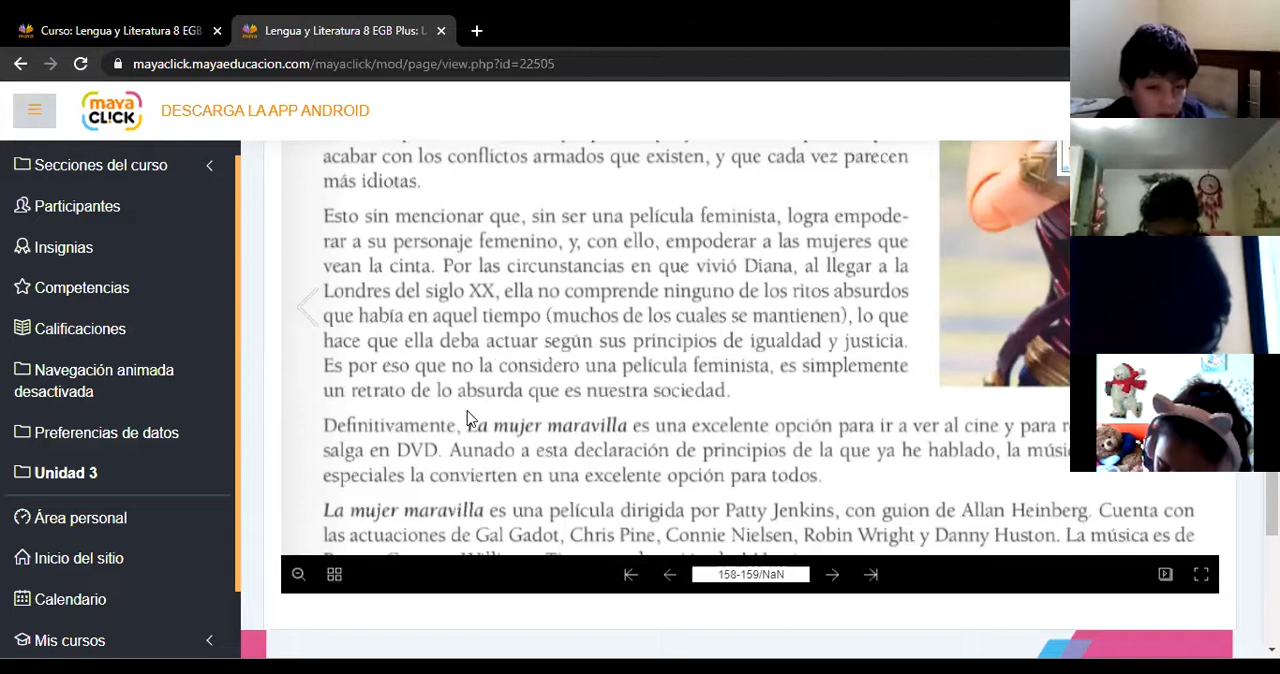 Curso: Lengua y Literatura 8 EGB
Lengua y Literatura 8 EGB Plus: L
mayaclick.mayaeducacion.com/mayaclick/mod/page/view.php?id=22505
maya CL!CK
DESCARGA LA APP ANDROID
Secciones del curso
Participantes
Insignias
Competencias
Calificaciones
Navegación animada
desactivada
Preferencias de datos
Unidad 3
Área personal
Inicio del sitio
Calendario
Mis cursos
acabar con los conflictos armados que existen, y que cada vez parecen
más idiotas.
Esto sin mencionar que, sin ser una película feminista, logra empode-
rar a su personaje femenino, y, con ello, empoderar a las mujeres que
vean la cinta. Por las circunstancias en que vivió Diana, al llegar a la
Londres del siglo XX, ella no comprende ninguno de los ritos absurdos
que había en aquel tiempo (muchos de los cuales se mantienen), lo que
hace que ella deba actuar según sus principios de igualdad y justicia.
Es por eso que no la considero una película feminista, es simplemente
un retrato de lo absurda que es nuestra sociedad.
Definitivamente, La mujer maravilla es una excelente opción para ir a ver al cine y para
salga en DVD. Aunado a esta declaración de principios de la que ya he hablado, la
especiales la convierten en una excelente opción para todos.
La mujer maravilla es una película dirigida por Patty Jenkins, con guion de Allan Heinberg. Cuenta con
las actuaciones de Gal Gadot, Chris Pine, Connie Nielsen, Robin Wright y Danny Huston. La música es de
158-159/NaN